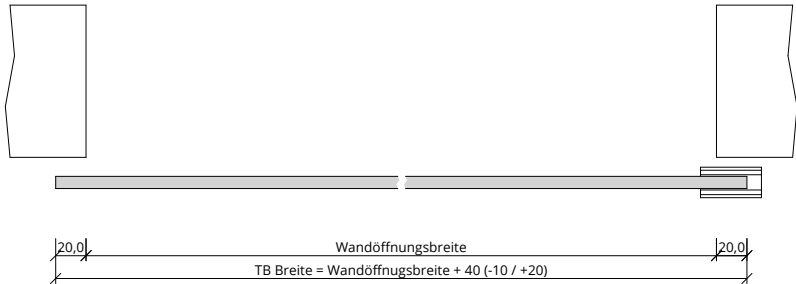 20,0 Wandöffnungsbreite 20,0
TB Breite = Wandöffnugsbreite + 40 (-10 / +20)